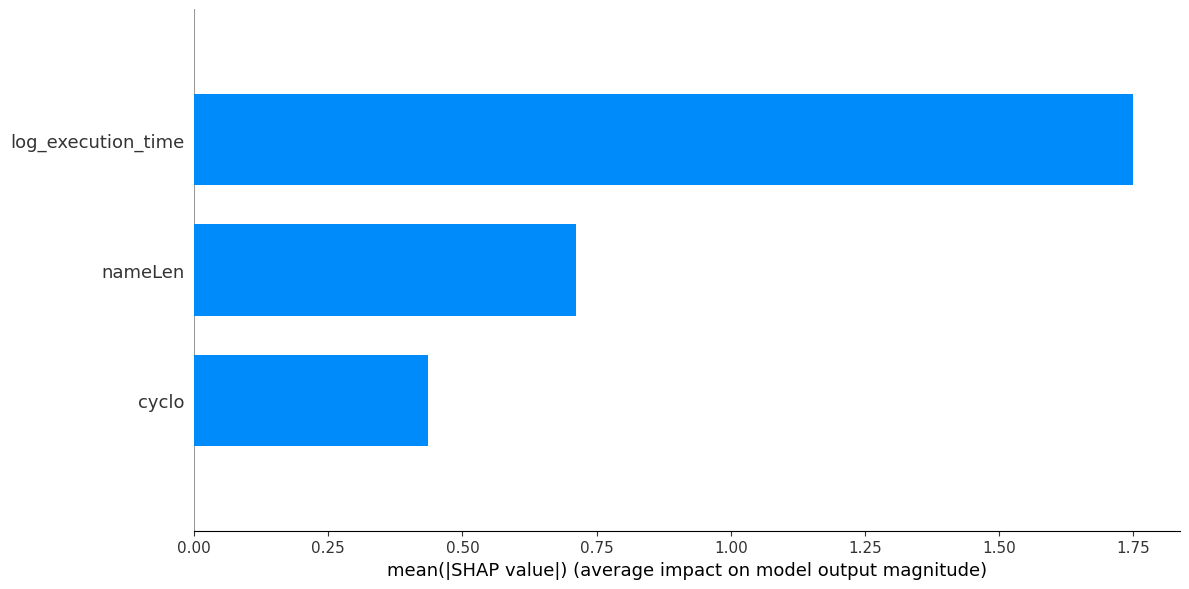 log_execution_time
nameLen
cyclo
0.00 0.25 0.50 0.75 1.00 1.25 1.50 1.75
mean(|SHAP value|) (average impact on model output magnitude)